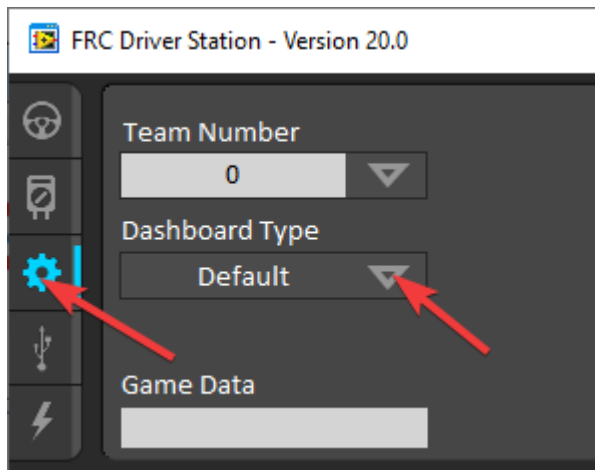 FRC Driver Station - Version 20.0
Team Number
0
Dashboard Type
Default
Game Data